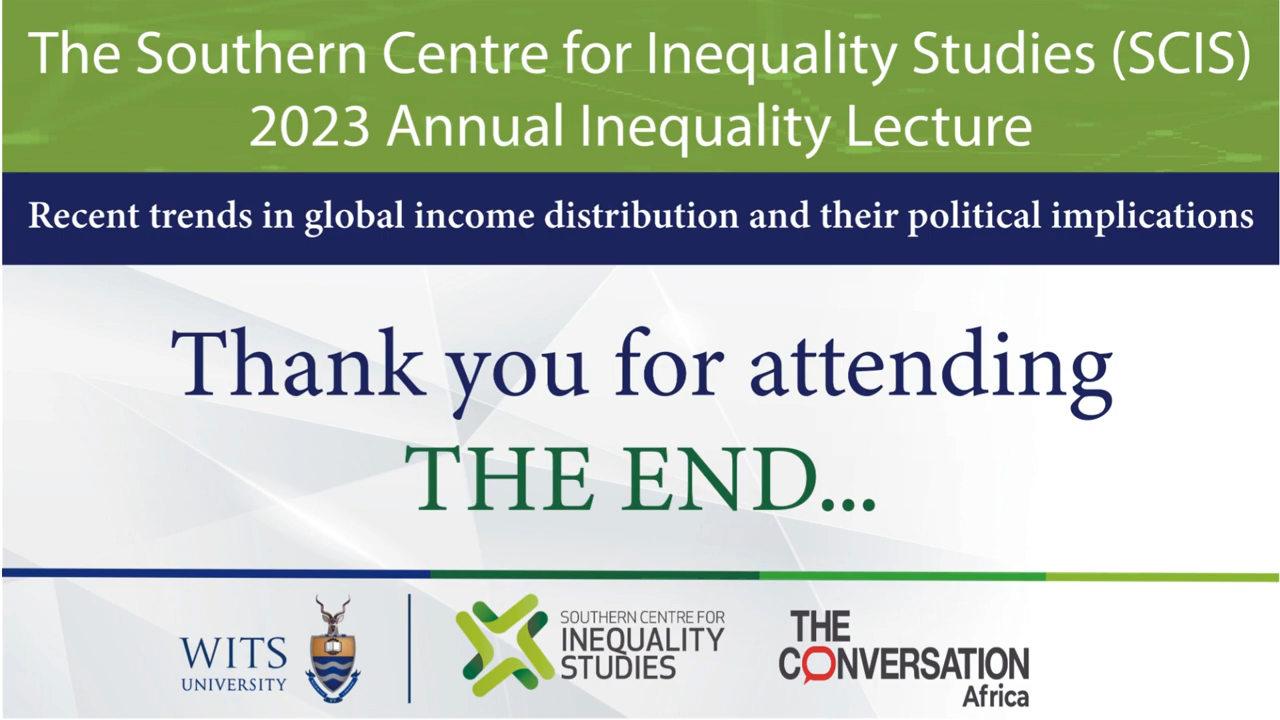 The Southern Centre for Inequality Studies (SCIS)
2023 Annual Inequality Lecture
Recent trends in global income distribution and their political implications
Thank you for attending
THE END...
WITS
UNIVERSITY
SOUTHERN CENTRE FOR
INEQUALITY
STUDIES
THE
CONVERSATION
Africa